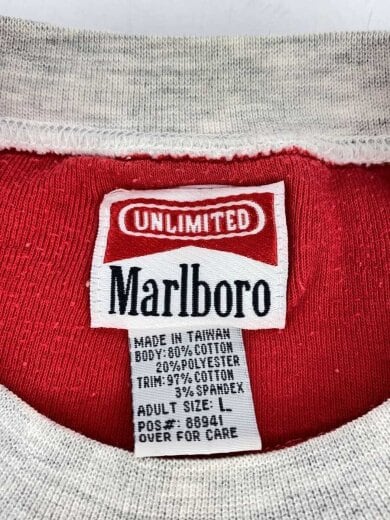 UNLIMITED
Marlboro
MADE IN TAIWAN
BODY: 80% COTTON
20% POLYESTER
TRIM: 97% COTTON
3% SPANDEX
ADULT SIZE: L
POS#: 88941
OVER FOR CARE